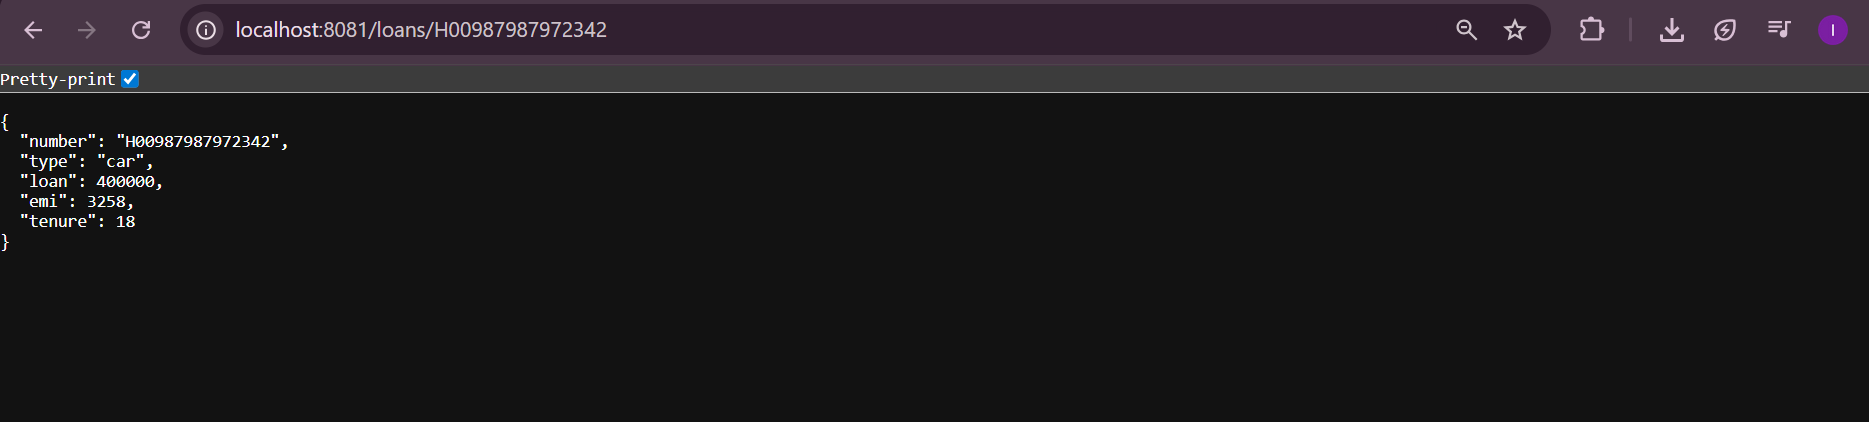 localhost:8081/loans/H00987987972342
I
Pretty-print
{
  "number": "H00987987972342",
  "type": "car",
  "loan": 400000,
  "emi": 3258,
  "tenure": 18
}